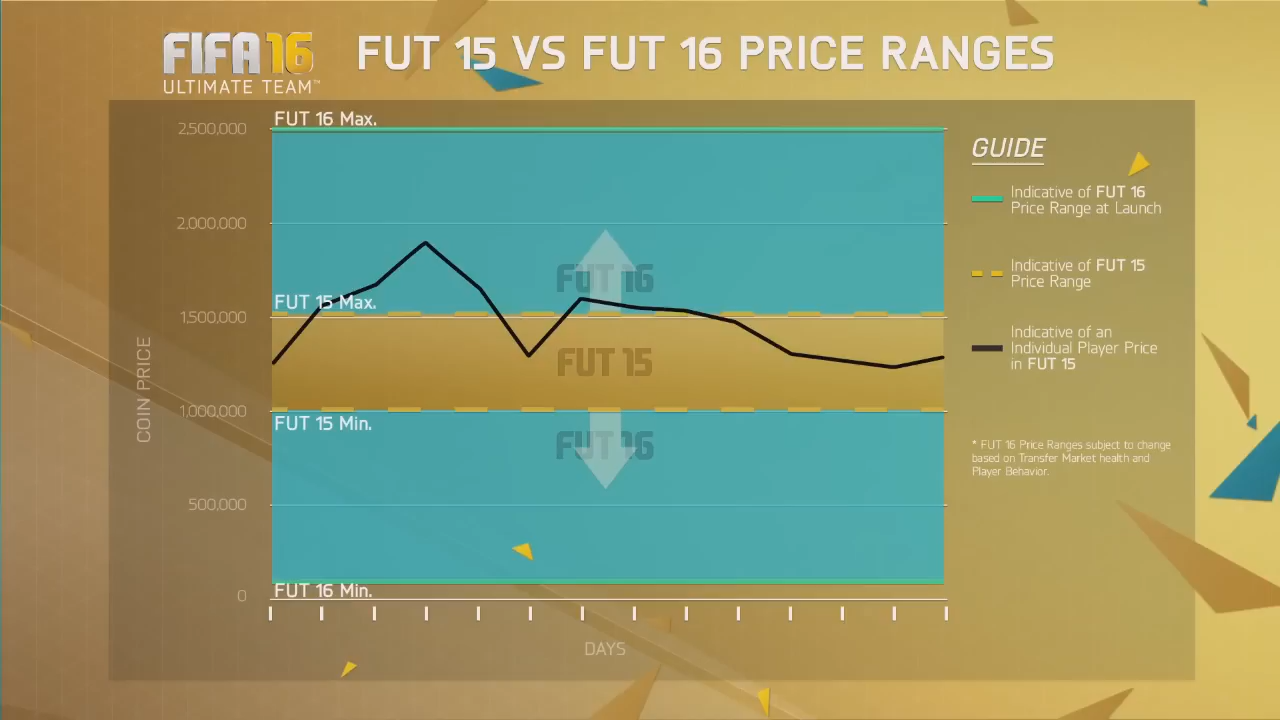 FIFA 16
ULTIMATE TEAM™
FUT 15 VS FUT 16 PRICE RANGES
FUT 16 Max.
2,500,000
2,000,000
FUT 16
FUT 15 Max.
1,500,000
FUT 15
1,000,000
FUT 15 Min.
FUT 16
500,000
FUT 16 Min.
0
COIN PRICE
DAYS
GUIDE
Indicative of FUT 16
Price Range at Launch
Indicative of FUT 15
Price Range
Indicative of an
Individual Player Price
in FUT 15
* FUT 16 Price Ranges subject to change
based on Transfer Market health and
Player Behavior.